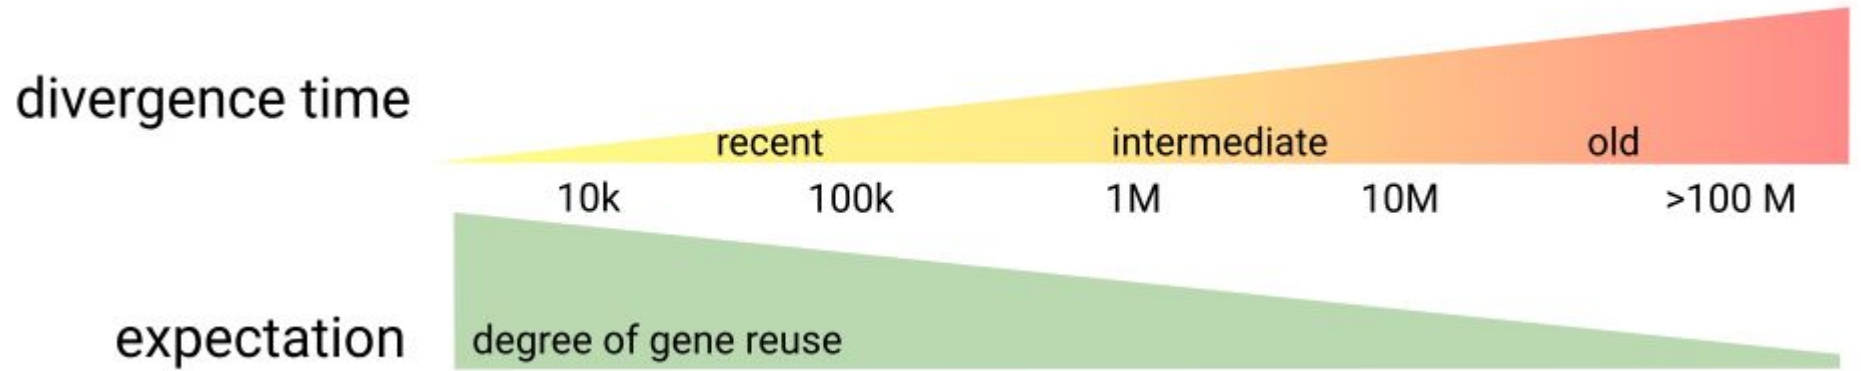 divergence time
recent intermediate old
10k 100k 1M 10M >100 M
expectation
degree of gene reuse